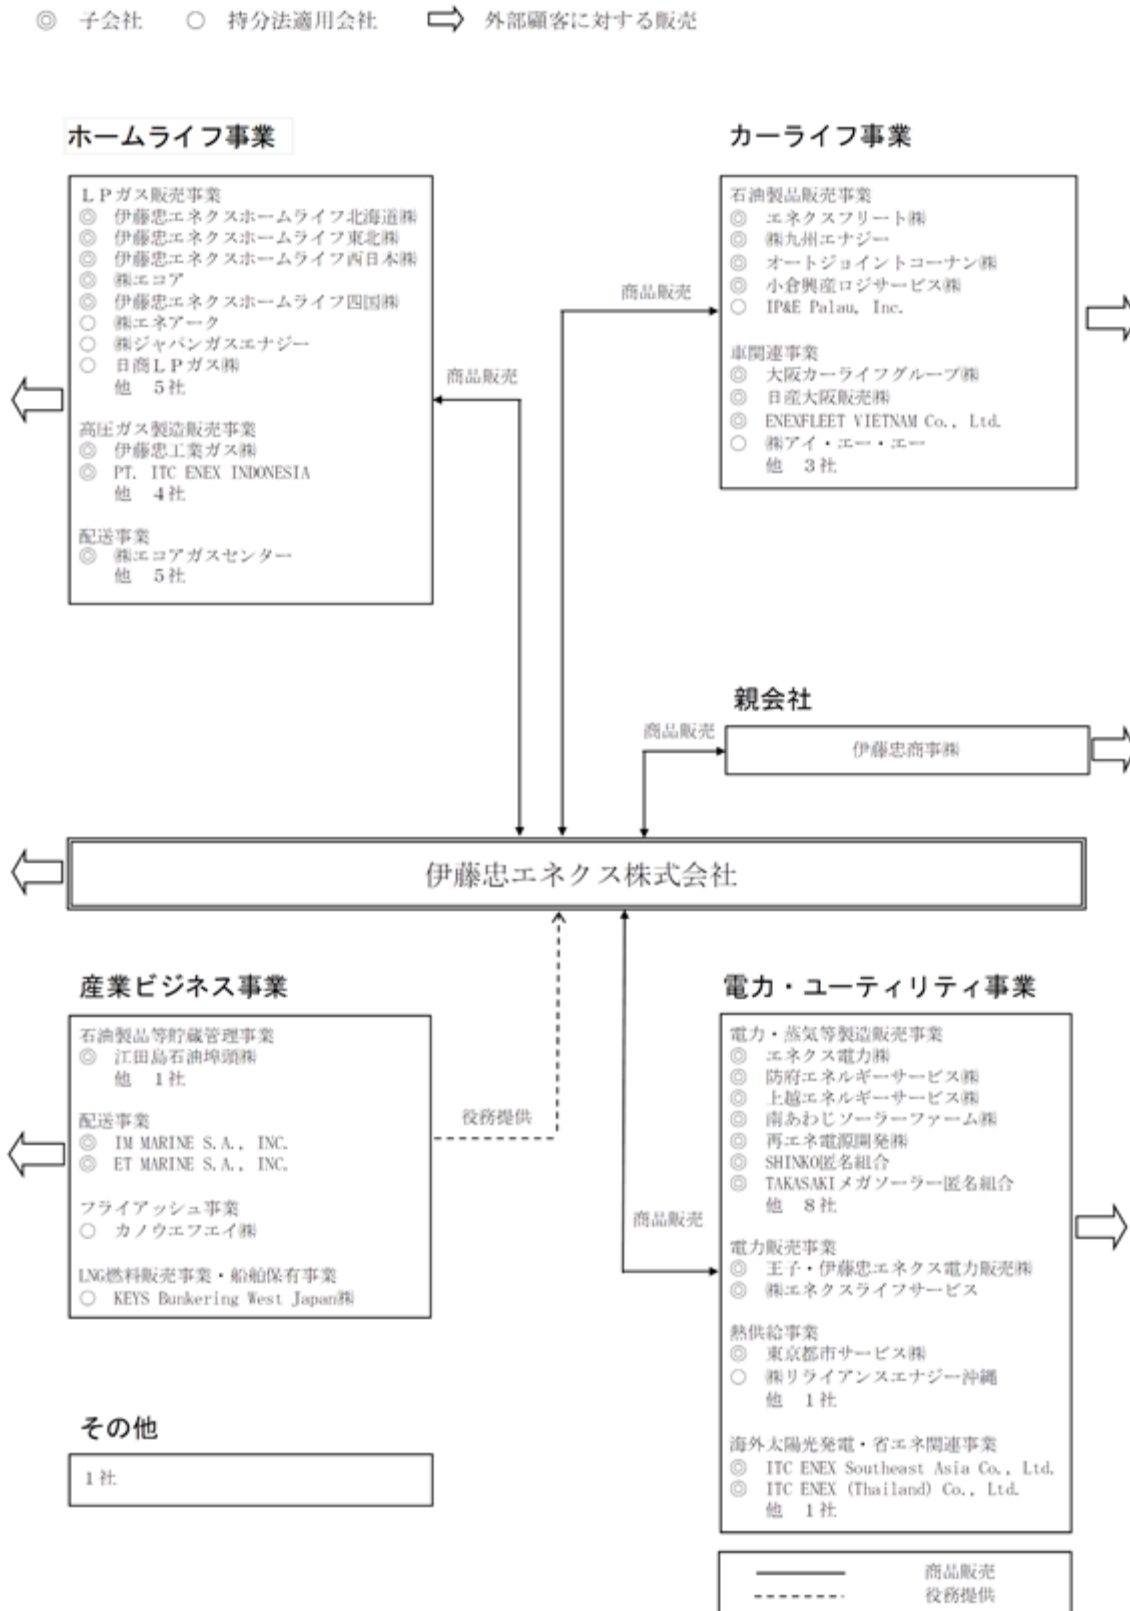 ◎ 子会社 ○ 持分法適用会社 ⇨ 外部顧客に対する販売
ホームライフ事業
LPガス販売事業
◎ 伊藤忠エネクスホームライフ北海道㈱
◎ 伊藤忠エネクスホームライフ東北㈱
◎ 伊藤忠エネクスホームライフ西日本㈱
◎ ㈱エコア
◎ 伊藤忠エネクスホームライフ四国㈱
○ ㈱エネアーク
○ ㈱ジャパンガスエナジー
○ 日商LPガス㈱
他 5社
高圧ガス製造販売事業
◎ 伊藤忠工業ガス㈱
◎ PT. ITC ENEX INDONESIA
他 4社
配送事業
◎ ㈱エコアガスセンター
他 5社
商品販売
カーライフ事業
石油製品販売事業
◎ エネクスフリート㈱
◎ ㈱九州エナジー
◎ オートジョイントコーナン㈱
◎ 小倉興産ロジサービス㈱
○ IP&E Palau, Inc.
車関連事業
◎ 大阪カーライフグループ㈱
◎ 日産大阪販売㈱
◎ ENEXFLEET VIETNAM Co., Ltd.
○ ㈱アイ・エー・エー
他 3社
商品販売
親会社
商品販売
伊藤忠商事㈱
伊藤忠エネクス株式会社
産業ビジネス事業
石油製品等貯蔵管理事業
◎ 江田島石油埠頭㈱
他 1社
配送事業
◎ IM MARINE S.A., INC.
◎ ET MARINE S.A., INC.
フライアッシュ事業
○ カノウエフエイ㈱
LNG燃料販売事業・船舶保有事業
○ KEYS Bunkering West Japan㈱
役務提供
その他
1社
電力・ユーティリティ事業
電力・蒸気等製造販売事業
◎ エネクス電力㈱
◎ 防府エネルギーサービス㈱
◎ 上越エネルギーサービス㈱
◎ 南あわじソーラーファーム㈱
◎ 再エネ電源開発㈱
◎ SHINKO匿名組合
◎ TAKASAKIメガソーラー匿名組合
他 8社
電力販売事業
◎ 王子・伊藤忠エネクス電力販売㈱
◎ ㈱エネクスライフサービス
熱供給事業
◎ 東京都市サービス㈱
○ ㈱リライアンスエナジー沖縄
他 1社
海外太陽光発電・省エネ関連事業
◎ ITC ENEX Southeast Asia Co., Ltd.
◎ ITC ENEX (Thailand) Co., Ltd.
他 1社
商品販売
商品販売
役務提供